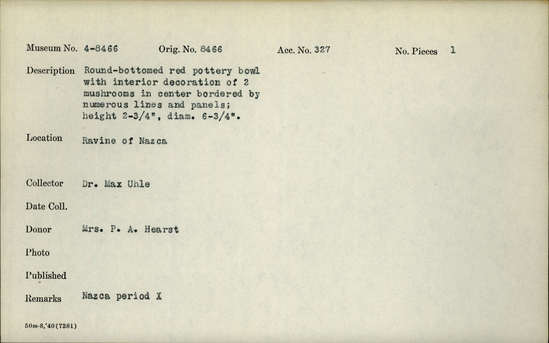 Museum No. 4-8466 Orig. No. 8466 Acc. No. 327 No. Pieces 1
Description Round-bottomed red pottery bowl
with interior decoration of 2
mushrooms in center bordered by
numerous lines and panels;
height 2-3/4", diam. 6-3/4".
Location Ravine of Nazca
Collector Dr. Max Uhle
Date Coll.
Donor Mrs. P. A. Hearst
Photo
Published
Remarks Nazca period X
50m-8,'40(7281)